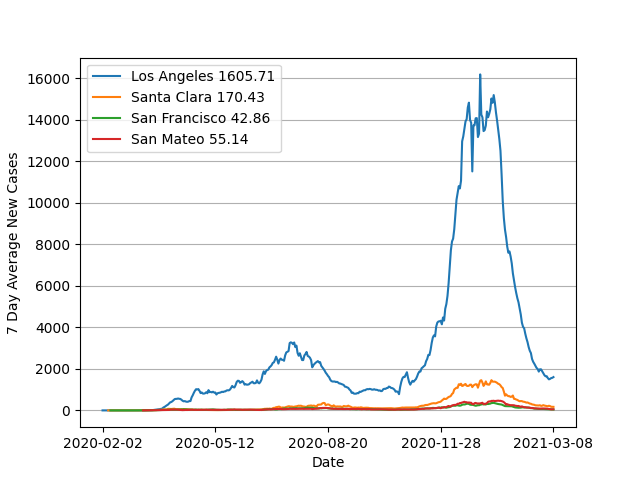 Los Angeles 1605.71
Santa Clara 170.43
San Francisco 42.86
San Mateo 55.14
16000
14000
12000
10000
8000
6000
4000
2000
0
7 Day Average New Cases
2020-02-02 2020-05-12 2020-08-20 2020-11-28 2021-03-08
Date